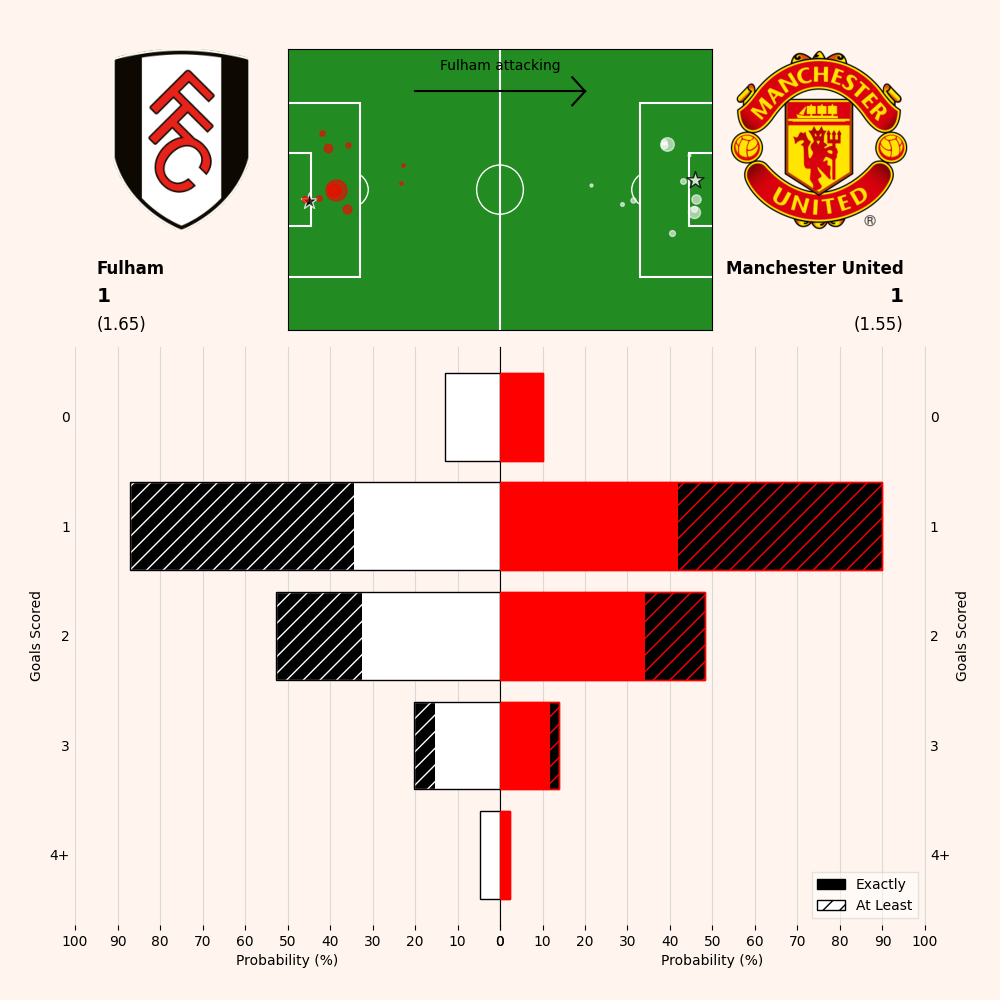 Fulham attacking
FFC
MANCHESTER
UNITED
®
Fulham
1
(1.65)
Manchester United
1
(1.55)
0
1
2
3
4+
Goals Scored
0
1
2
3
4+
Goals Scored
Exactly
At Least
100 90 80 70 60 50 40 30 20 10 0
0 10 20 30 40 50 60 70 80 90 100
Probability (%)
Probability (%)